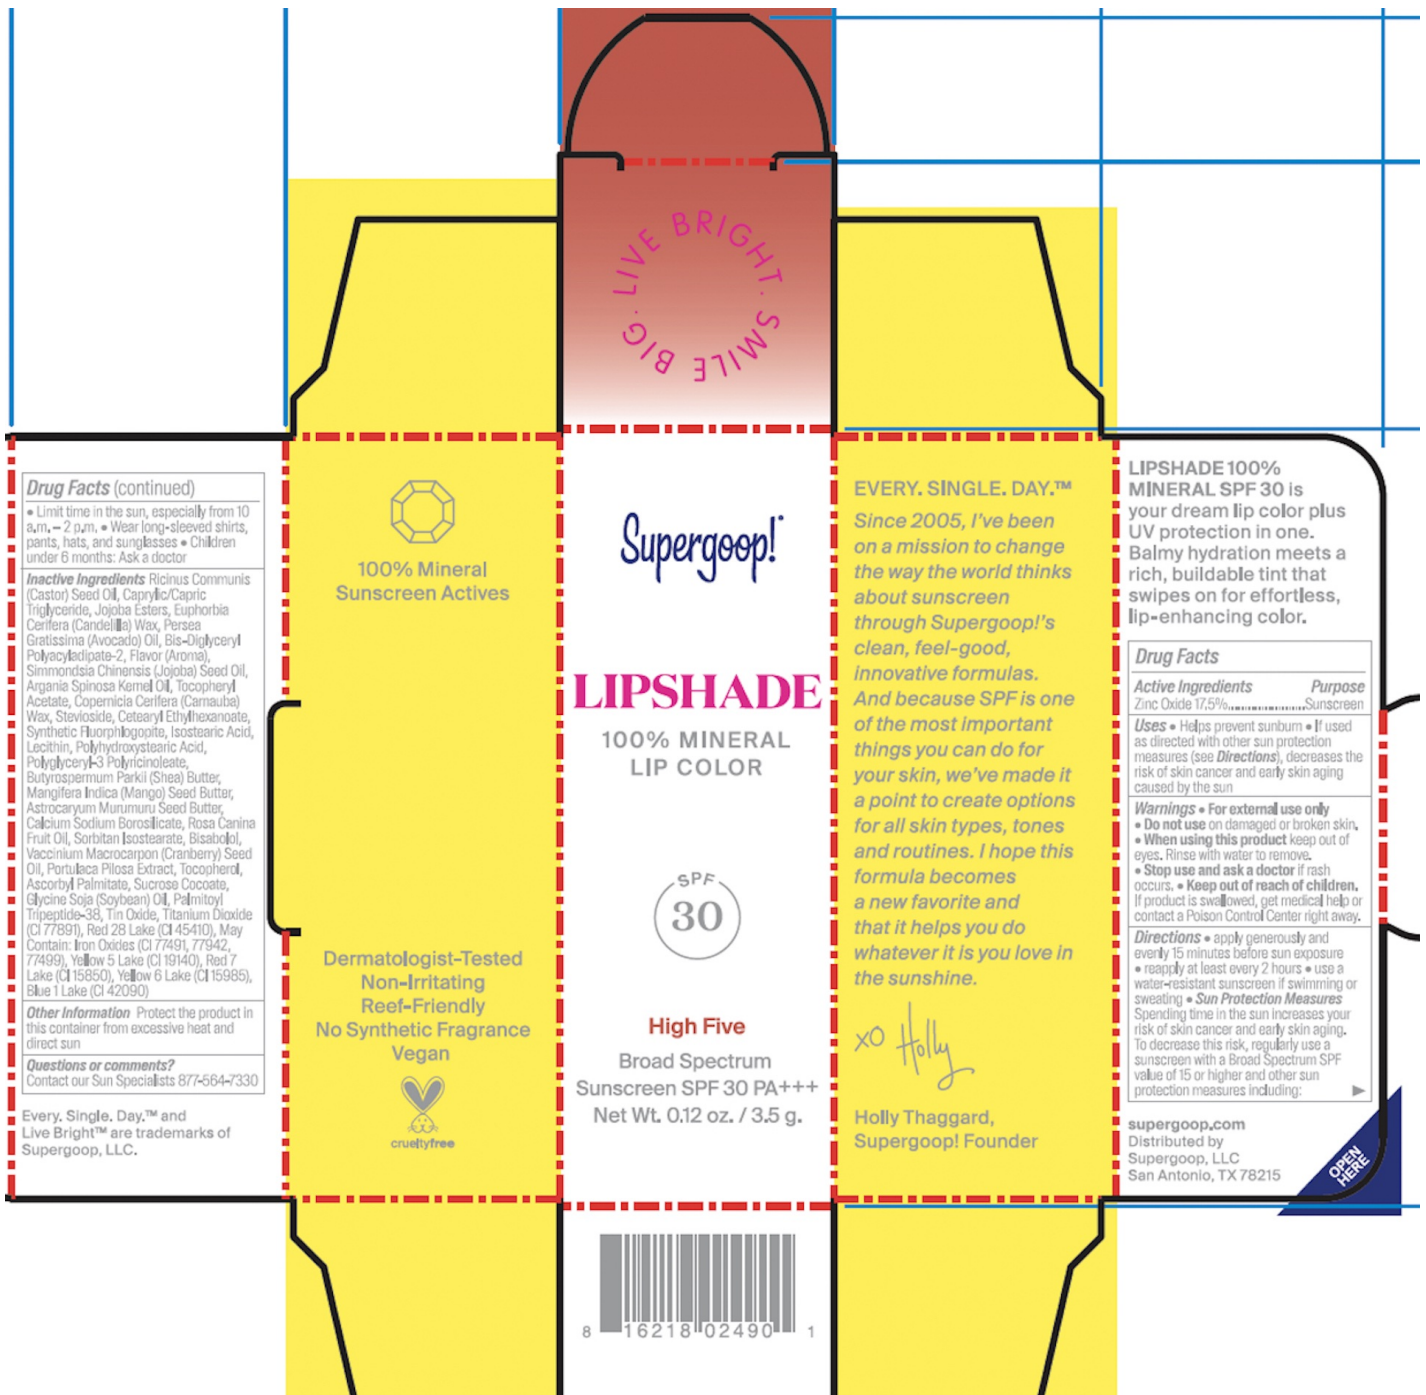 LIVE BRIGHT. SMILE BIG.
Drug Facts (continued)
• Limit time in the sun, especially from 10
a.m. – 2 p.m. • Wear long-sleeved shirts,
pants, hats, and sunglasses • Children
under 6 months: Ask a doctor
Inactive Ingredients Ricinus Communis
(Castor) Seed Oil, Caprylic/Capric
Triglyceride, Jojoba Esters, Euphorbia
Cerifera (Candelilla) Wax, Persea
Gratissima (Avocado) Oil, Bis-Diglyceryl
Polyacyladipate-2, Flavor (Aroma),
Simmondsia Chinensis (Jojoba) Seed Oil,
Argania Spinosa Kernel Oil, Tocopheryl
Acetate, Copernicia Cerifera (Carnauba)
Wax, Stevioside, Cetearyl Ethylhexanoate,
Synthetic Fluorphlogopite, Isostearic Acid,
Lecithin, Polyhydroxystearic Acid,
Polyglyceryl-3 Polyricinoleate,
Butyrospermum Parkii (Shea) Butter,
Mangifera Indica (Mango) Seed Butter,
Astrocaryum Murumuru Seed Butter,
Calcium Sodium Borosilicate, Rosa Canina
Fruit Oil, Sorbitan Isostearate, Bisabolol,
Vaccinium Macrocarpon (Cranberry) Seed
Oil, Portulaca Pilosa Extract, Tocopherol,
Ascorbyl Palmitate, Sucrose Cocoate,
Glycine Soja (Soybean) Oil, Palmitoyl
Tripeptide-38, Tin Oxide, Titanium Dioxide
(CI 77891), Red 28 Lake (CI 45410), May
Contain: Iron Oxides (CI 77491, 77942,
77499), Yellow 5 Lake (CI 19140), Red 7
Lake (CI 15850), Yellow 6 Lake (CI 15985),
Blue 1 Lake (CI 42090)
Other Information Protect the product in
this container from excessive heat and
direct sun
Questions or comments?
Contact our Sun Specialists 877-564-7330
Every. Single. Day.™ and
Live Bright™ are trademarks of
Supergoop, LLC.
100% Mineral
Sunscreen Actives
Dermatologist-Tested
Non-Irritating
Reef-Friendly
No Synthetic Fragrance
Vegan
crueltyfree
Supergoop!
LIPSHADE
100% MINERAL
LIP COLOR
SPF
30
High Five
Broad Spectrum
Sunscreen SPF 30 PA+++
Net Wt. 0.12 oz. / 3.5 g.
8 16218 02490 1
EVERY. SINGLE. DAY.™
Since 2005, I've been
on a mission to change
the way the world thinks
about sunscreen
through Supergoop!'s
clean, feel-good,
innovative formulas.
And because SPF is one
of the most important
things you can do for
your skin, we've made it
a point to create options
for all skin types, tones
and routines. I hope this
formula becomes
a new favorite and
that it helps you do
whatever it is you love in
the sunshine.
xo Holly
Holly Thaggard,
Supergoop! Founder
LIPSHADE 100%
MINERAL SPF 30 is
your dream lip color plus
UV protection in one.
Balmy hydration meets a
rich, buildable tint that
swipes on for effortless,
lip-enhancing color.
Drug Facts
Active Ingredients Purpose
Zinc Oxide 17.5%....................Sunscreen
Uses • Helps prevent sunburn • If used
as directed with other sun protection
measures (see Directions), decreases the
risk of skin cancer and early skin aging
caused by the sun
Warnings • For external use only
• Do not use on damaged or broken skin.
• When using this product keep out of
eyes. Rinse with water to remove.
• Stop use and ask a doctor if rash
occurs. • Keep out of reach of children.
If product is swallowed, get medical help or
contact a Poison Control Center right away.
Directions • apply generously and
evenly 15 minutes before sun exposure
• reapply at least every 2 hours • use a
water-resistant sunscreen if swimming or
sweating • Sun Protection Measures
Spending time in the sun increases your
risk of skin cancer and early skin aging.
To decrease this risk, regularly use a
sunscreen with a Broad Spectrum SPF
value of 15 or higher and other sun
protection measures including:
supergoop.com
Distributed by
Supergoop, LLC
San Antonio, TX 78215
OPEN
HERE